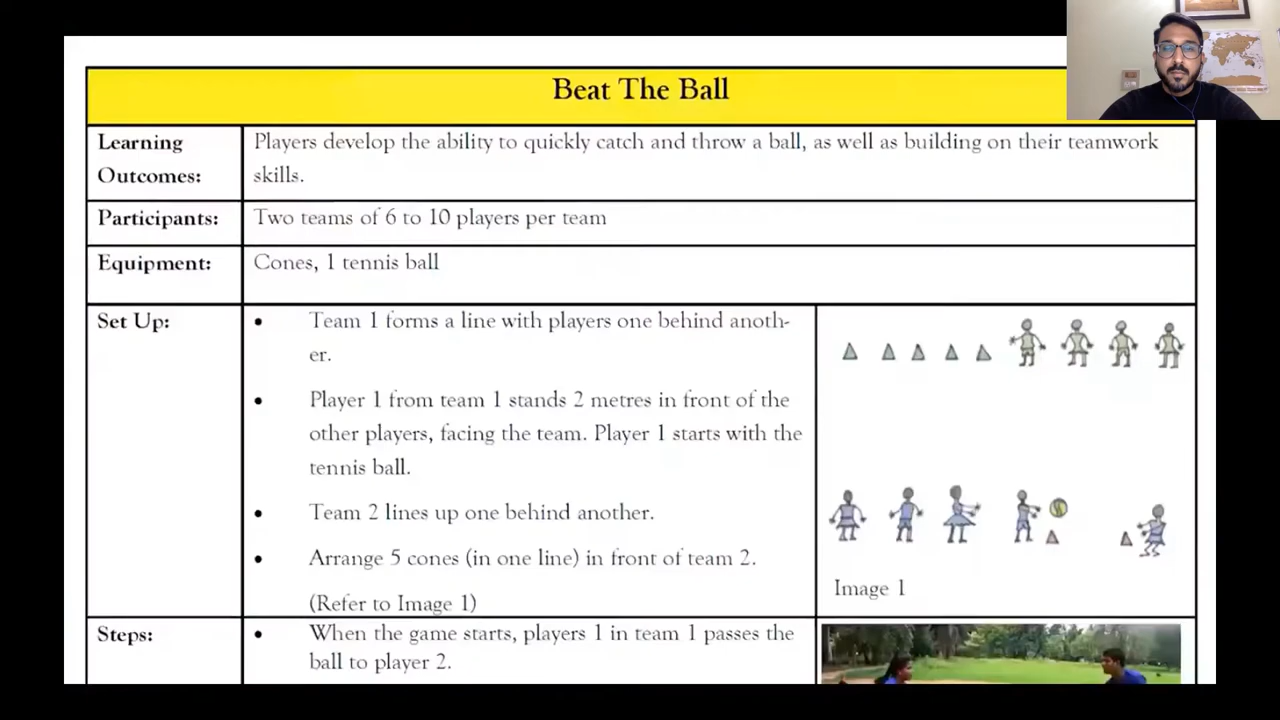 Beat The Ball
Learning
Outcomes:
Players develop the ability to quickly catch and throw a ball, as well as building on their teamwork
skills.
Participants:
Two teams of 6 to 10 players per team
Equipment:
Cones, 1 tennis ball
Set Up:
• Team 1 forms a line with players one behind anoth-
er.
• Player 1 from team 1 stands 2 metres in front of the
other players, facing the team. Player 1 starts with the
tennis ball.
• Team 2 lines up one behind another.
• Arrange 5 cones (in one line) in front of team 2.
(Refer to Image 1)
Image 1
Steps:
• When the game starts, players 1 in team 1 passes the
ball to player 2.